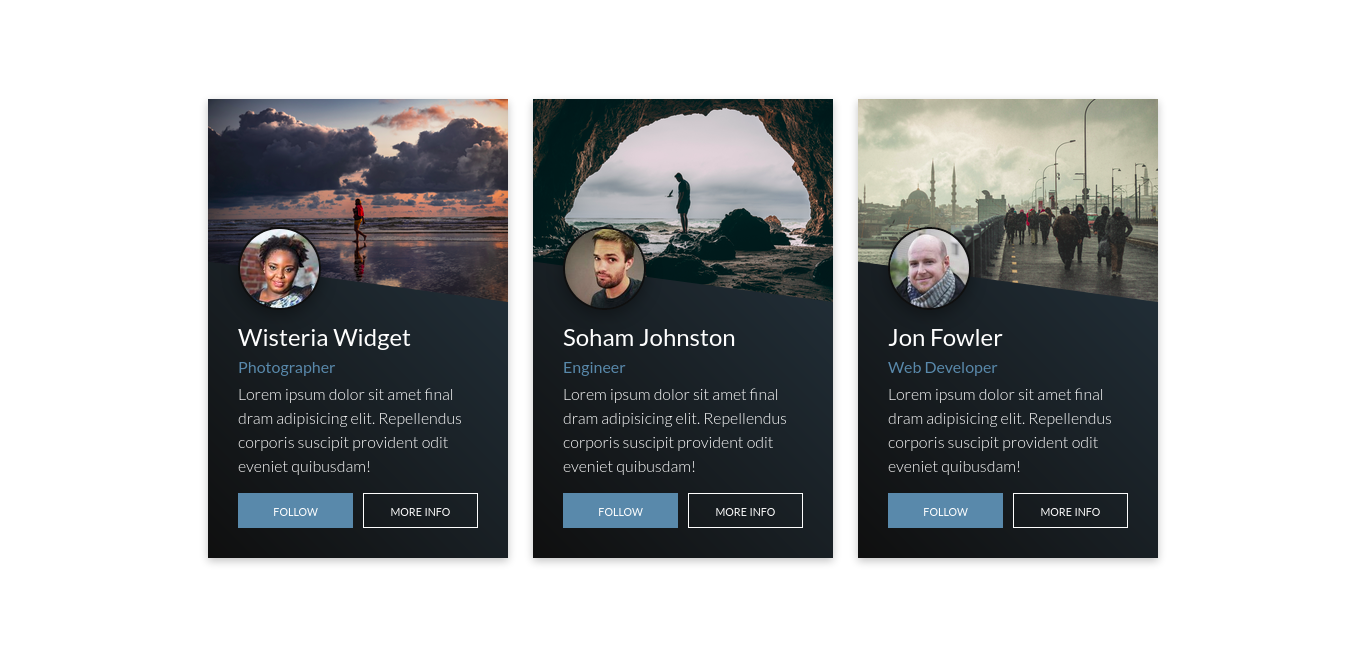 Wisteria Widget
Photographer
Lorem ipsum dolor sit amet final
dram adipisicing elit. Repellendus
corporis suscipit provident odit
eveniet quibusdam!
FOLLOW
MORE INFO
Soham Johnston
Engineer
Lorem ipsum dolor sit amet final
dram adipisicing elit. Repellendus
corporis suscipit provident odit
eveniet quibusdam!
FOLLOW
MORE INFO
Jon Fowler
Web Developer
Lorem ipsum dolor sit amet final
dram adipisicing elit. Repellendus
corporis suscipit provident odit
eveniet quibusdam!
FOLLOW
MORE INFO